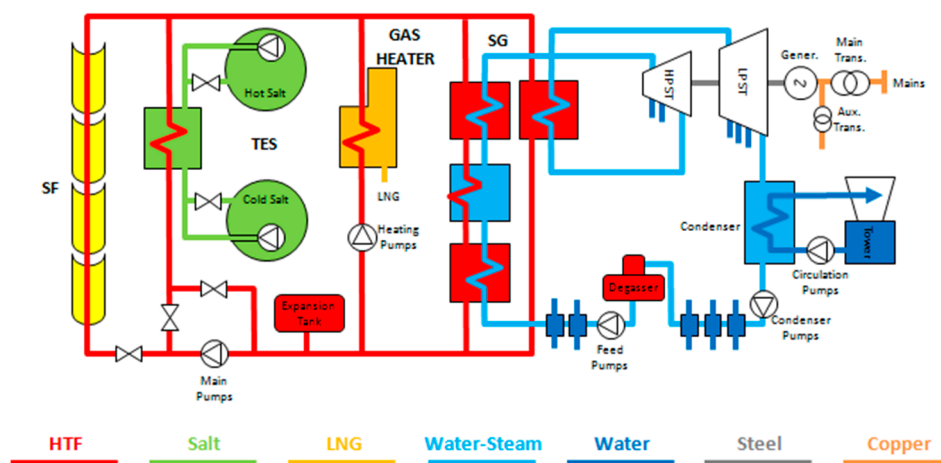 GAS
HEATER
SG
Hot Salt
TES
SF
Cold Salt
LNG
Heating
Pumps
Expansion
Tank
Main
Pumps
HPST
LPST
Gener.
Main
Trans.
Mains
Aux.
Trans.
Condenser
Tower
Circulation
Pumps
Degasser
Condenser
Pumps
Feed
Pumps
HTF
Salt
LNG
Water-Steam
Water
Steel
Copper